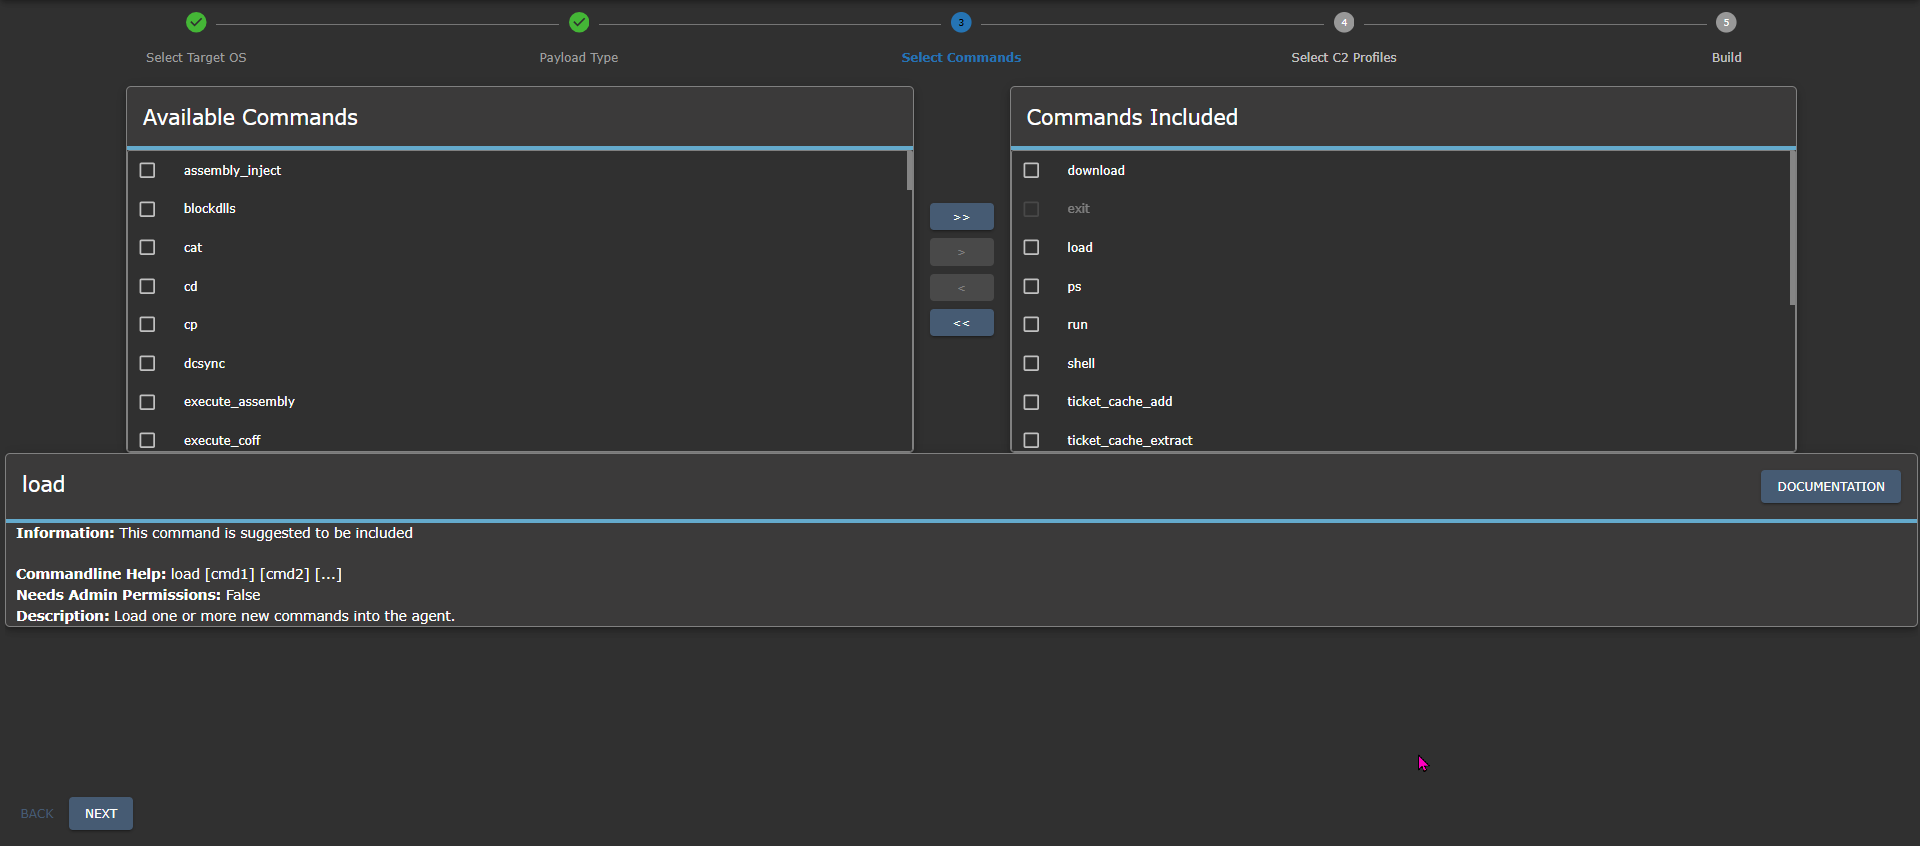 3 4 5
Select Target OS Payload Type Select Commands Select C2 Profiles Build
Available Commands
assembly_inject
blockdlls
cat
cd
cp
dcsync
execute_assembly
execute_coff
>>
>
<
<<
Commands Included
download
exit
load
ps
run
shell
ticket_cache_add
ticket_cache_extract
load
DOCUMENTATION
Information: This command is suggested to be included
Commandline Help: load [cmd1] [cmd2] [...]
Needs Admin Permissions: False
Description: Load one or more new commands into the agent.
BACK NEXT